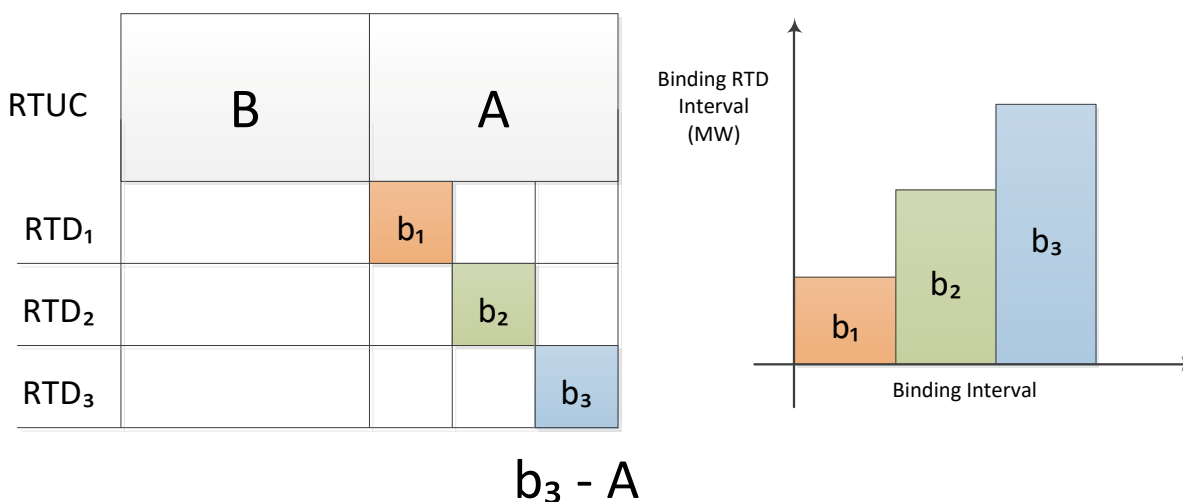 RTUC
B
A
RTD₁
b₁
RTD₂
b₂
RTD₃
b₃
Binding RTD
Interval
(MW)
b₁
b₂
b₃
Binding Interval
b₃ - A